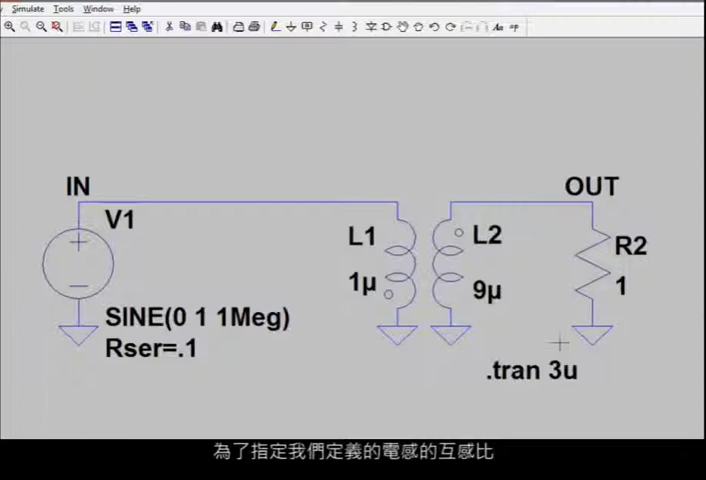 Simulate Tools Window Help
IN
OUT
V1
L1
L2
R2
1µ
9µ
1
SINE(0 1 1Meg)
Rser=.1
.tran 3u
為了指定我們定義的電感的互感比